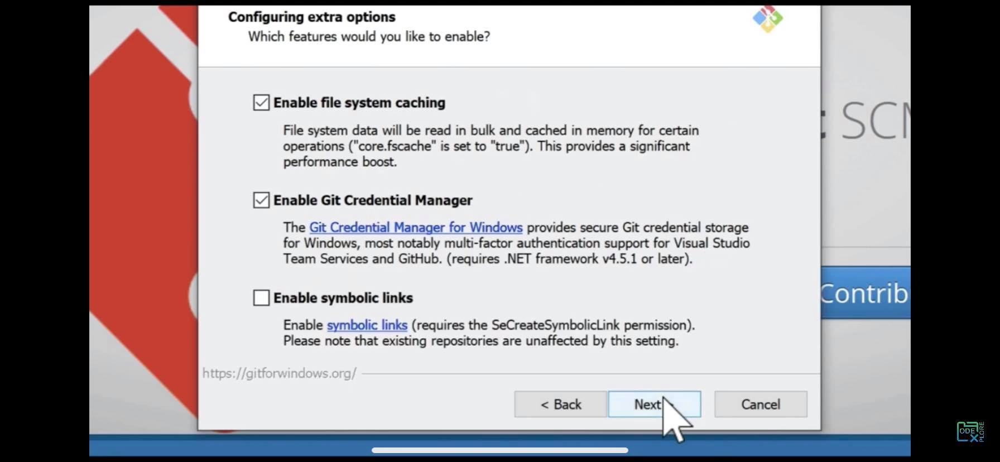 Configuring extra options
Which features would you like to enable?
Enable file system caching
File system data will be read in bulk and cached in memory for certain
operations ("core.fscache" is set to "true"). This provides a significant
performance boost.
Enable Git Credential Manager
The Git Credential Manager for Windows provides secure Git credential storage
for Windows, most notably multi-factor authentication support for Visual Studio
Team Services and GitHub. (requires .NET framework v4.5.1 or later).
Enable symbolic links
Enable symbolic links (requires the SeCreateSymbolicLink permission).
Please note that existing repositories are unaffected by this setting.
https://gitforwindows.org/
< Back
Next
Cancel
SCM
Contrib
ODE
XPLORE